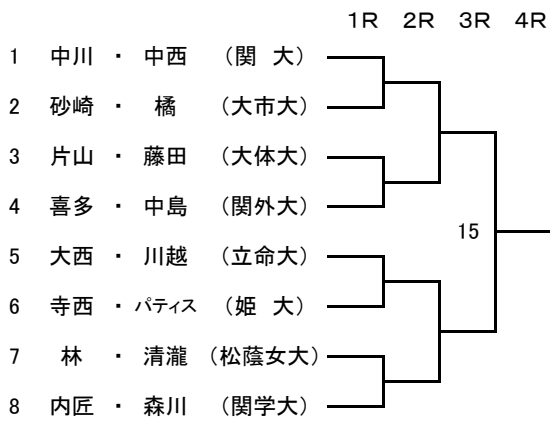 1R 2R 3R 4R
1 中川 ・ 中西 (関 大)
2 砂崎 ・ 橘 (大市大)
3 片山 ・ 藤田 (大体大)
4 喜多 ・ 中島 (関外大)
15
5 大西 ・ 川越 (立命大)
6 寺西 ・ パティス (姫 大)
7 林 ・ 清瀧 (松蔭女大)
8 内匠 ・ 森川 (関学大)